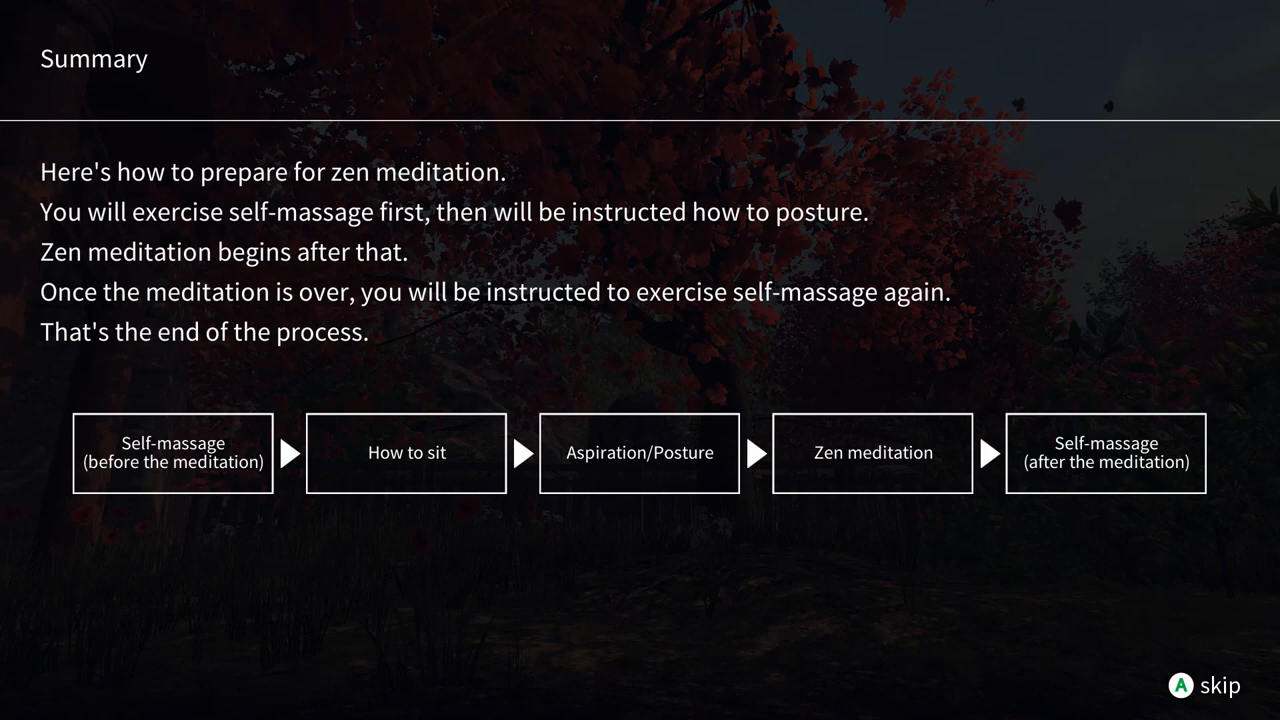 Summary
Here's how to prepare for zen meditation.
You will exercise self-massage first, then will be instructed how to posture.
Zen meditation begins after that.
Once the meditation is over, you will be instructed to exercise self-massage again.
That's the end of the process.
Self-massage
(before the meditation)
How to sit
Aspiration/Posture
Zen meditation
Self-massage
(after the meditation)
A skip